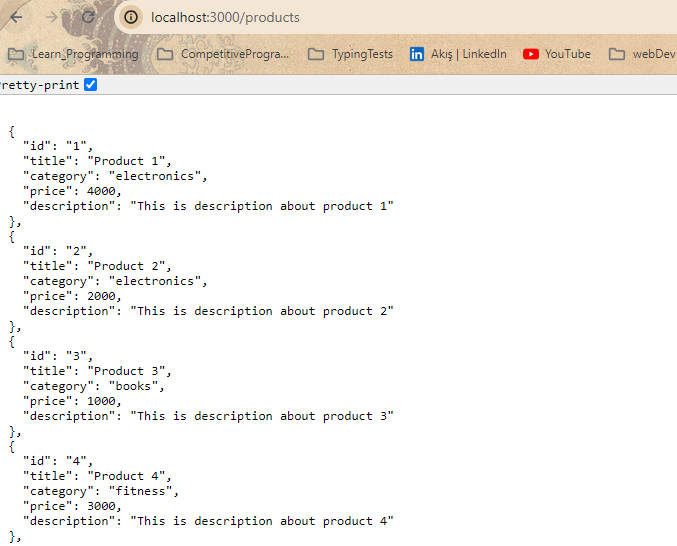 localhost:3000/products
Learn_Programming CompetitiveProgra... TypingTests in Akış | LinkedIn YouTube webDev
retty-print
{
"id": "1",
"title": "Product 1",
"category": "electronics",
"price": 4000,
"description": "This is description about product 1"
},
{
"id": "2",
"title": "Product 2",
"category": "electronics",
"price": 2000,
"description": "This is description about product 2"
},
{
"id": "3",
"title": "Product 3",
"category": "books",
"price": 1000,
"description": "This is description about product 3"
},
{
"id": "4",
"title": "Product 4",
"category": "fitness",
"price": 3000,
"description": "This is description about product 4"
},